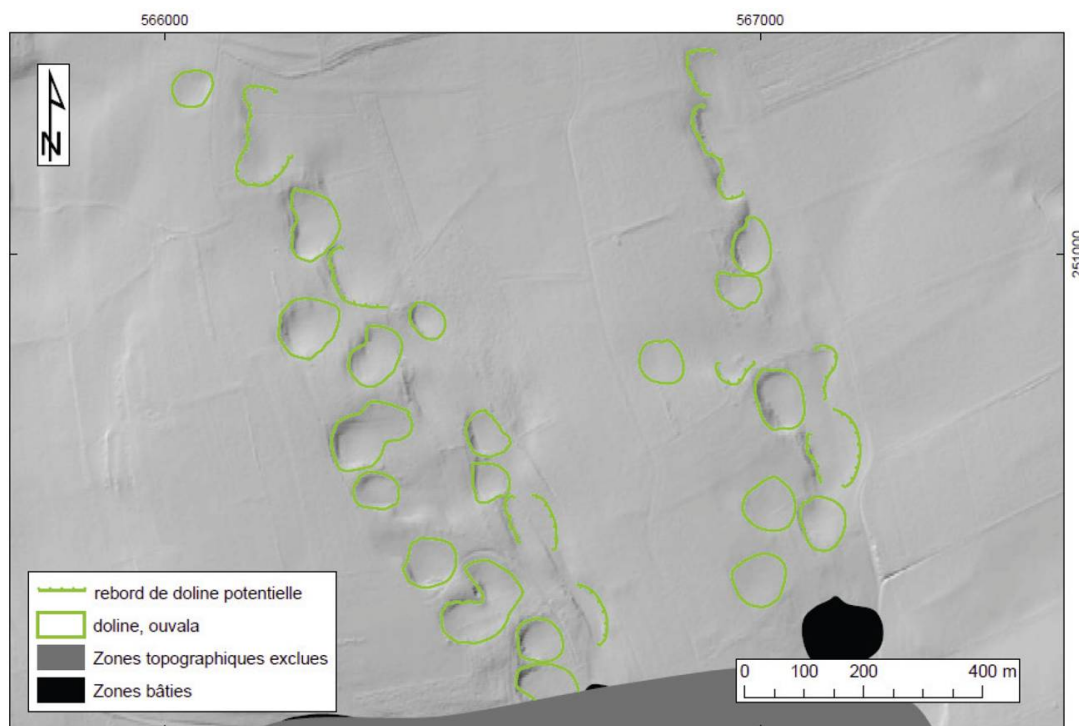 566000
567000
N
251000
rebord de doline potentielle
doline, ouvala
Zones topographiques exclues
Zones bâties
0 100 200 400 m